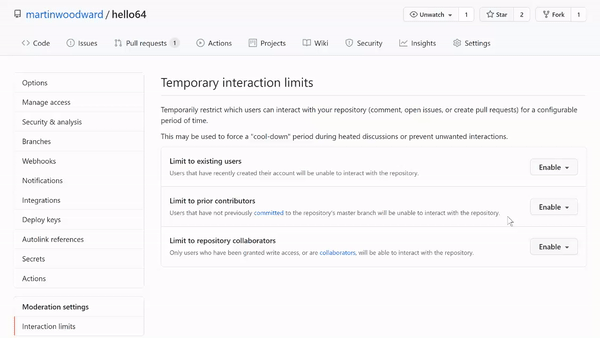 martinwoodward / hello64
Unwatch 1 Star 2 Fork 1
Code Issues Pull requests 1 Actions Projects Wiki Security Insights Settings
Options
Manage access
Security & analysis
Branches
Webhooks
Notifications
Integrations
Deploy keys
Autolink references
Secrets
Actions
Moderation settings
Interaction limits
Temporary interaction limits
Temporarily restrict which users can interact with your repository (comment, open issues, or create pull requests) for a configurable
period of time.
This may be used to force a "cool-down" period during heated discussions or prevent unwanted interactions.
Limit to existing users
Users that have recently created their account will be unable to interact with the repository.
Enable
Limit to prior contributors
Users that have not previously committed to the repository's master branch will be unable to interact with the repository.
Enable
Limit to repository collaborators
Only users who have been granted write access, or are collaborators, will be able to interact with the repository.
Enable